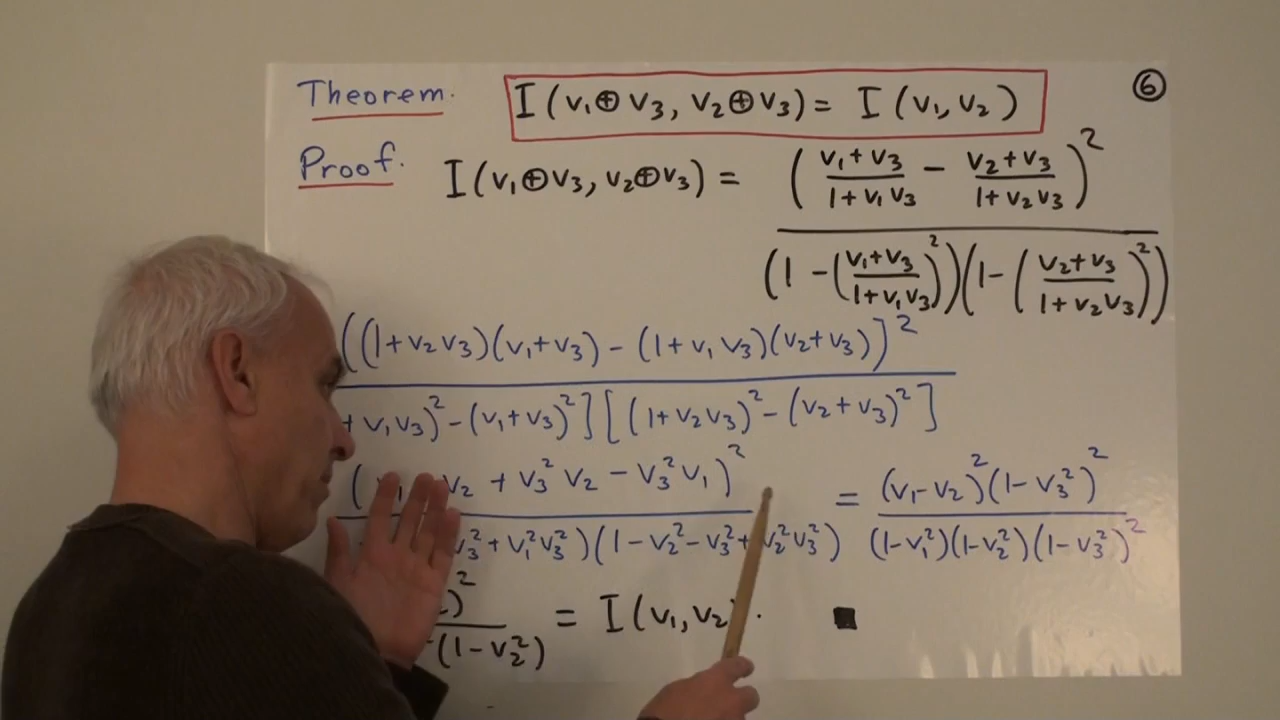 Theorem. I(v₁⊕v₃, v₂⊕v₃) = I(v₁,v₂) ⑥
Proof. I(v₁⊕v₃, v₂⊕v₃) = ((v₁+v₃)/(1+v₁v₃) − (v₂+v₃)/(1+v₂v₃))² / (1−((v₁+v₃)/(1+v₁v₃))²)(1−((v₂+v₃)/(1+v₂v₃))²)
((1+v₂v₃)(v₁+v₃) − (1+v₁v₃)(v₂+v₃))²
+v₁v₃)² − (v₁+v₃)²][(1+v₂v₃)² − (v₂+v₃)²]
( v₂ + v₃²v₂ − v₃²v₁)² = (v₁−v₂)²(1−v₃²)²
v₃² + v₁²v₃²)(1−v₂²−v₃²+v₂²v₃²) (1−v₁²)(1−v₂²)(1−v₃²)²
)² = I(v₁,v₂). ■
(1−v₂²)